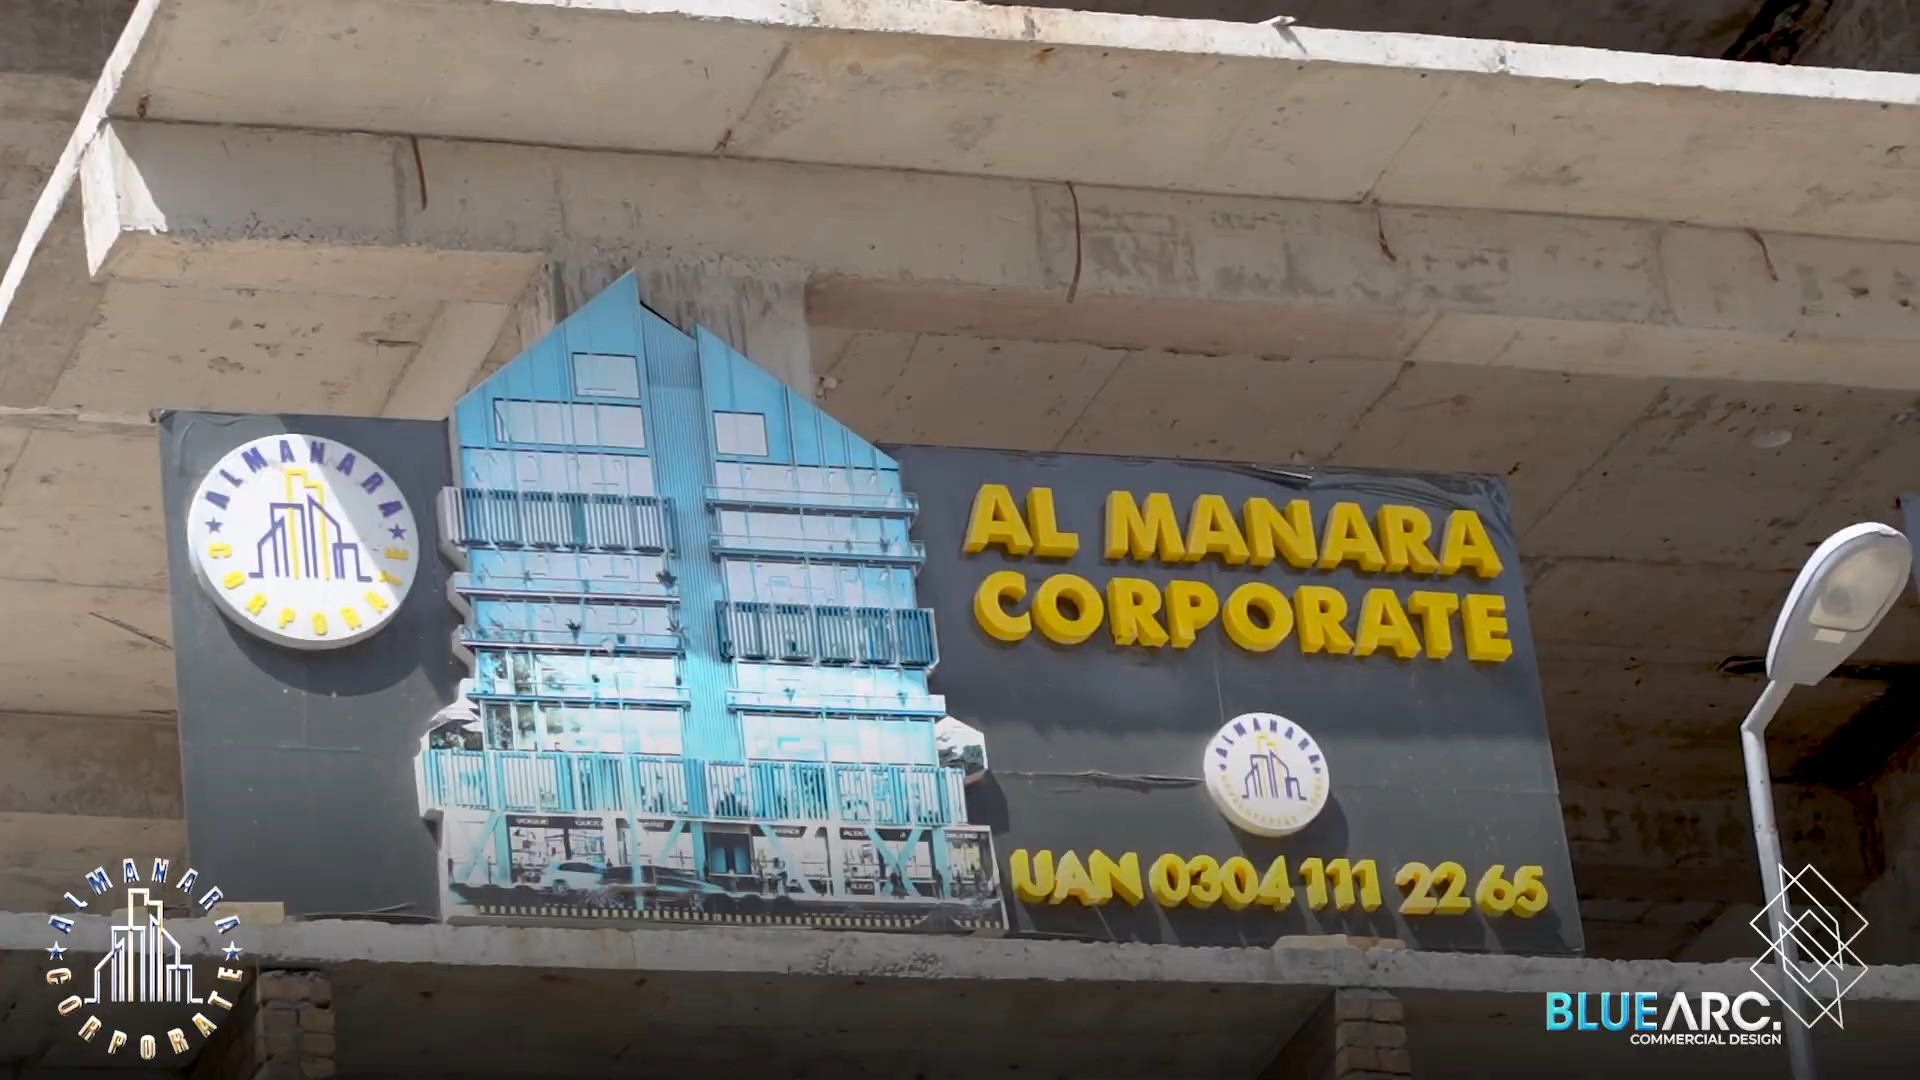 ALMANARA
CORPORATE
AL MANARA
CORPORATE
ALMANARA
UAN 0304 111 22 65
ALMANARA
CORPORATE
BLUEARC.
COMMERCIAL DESIGN